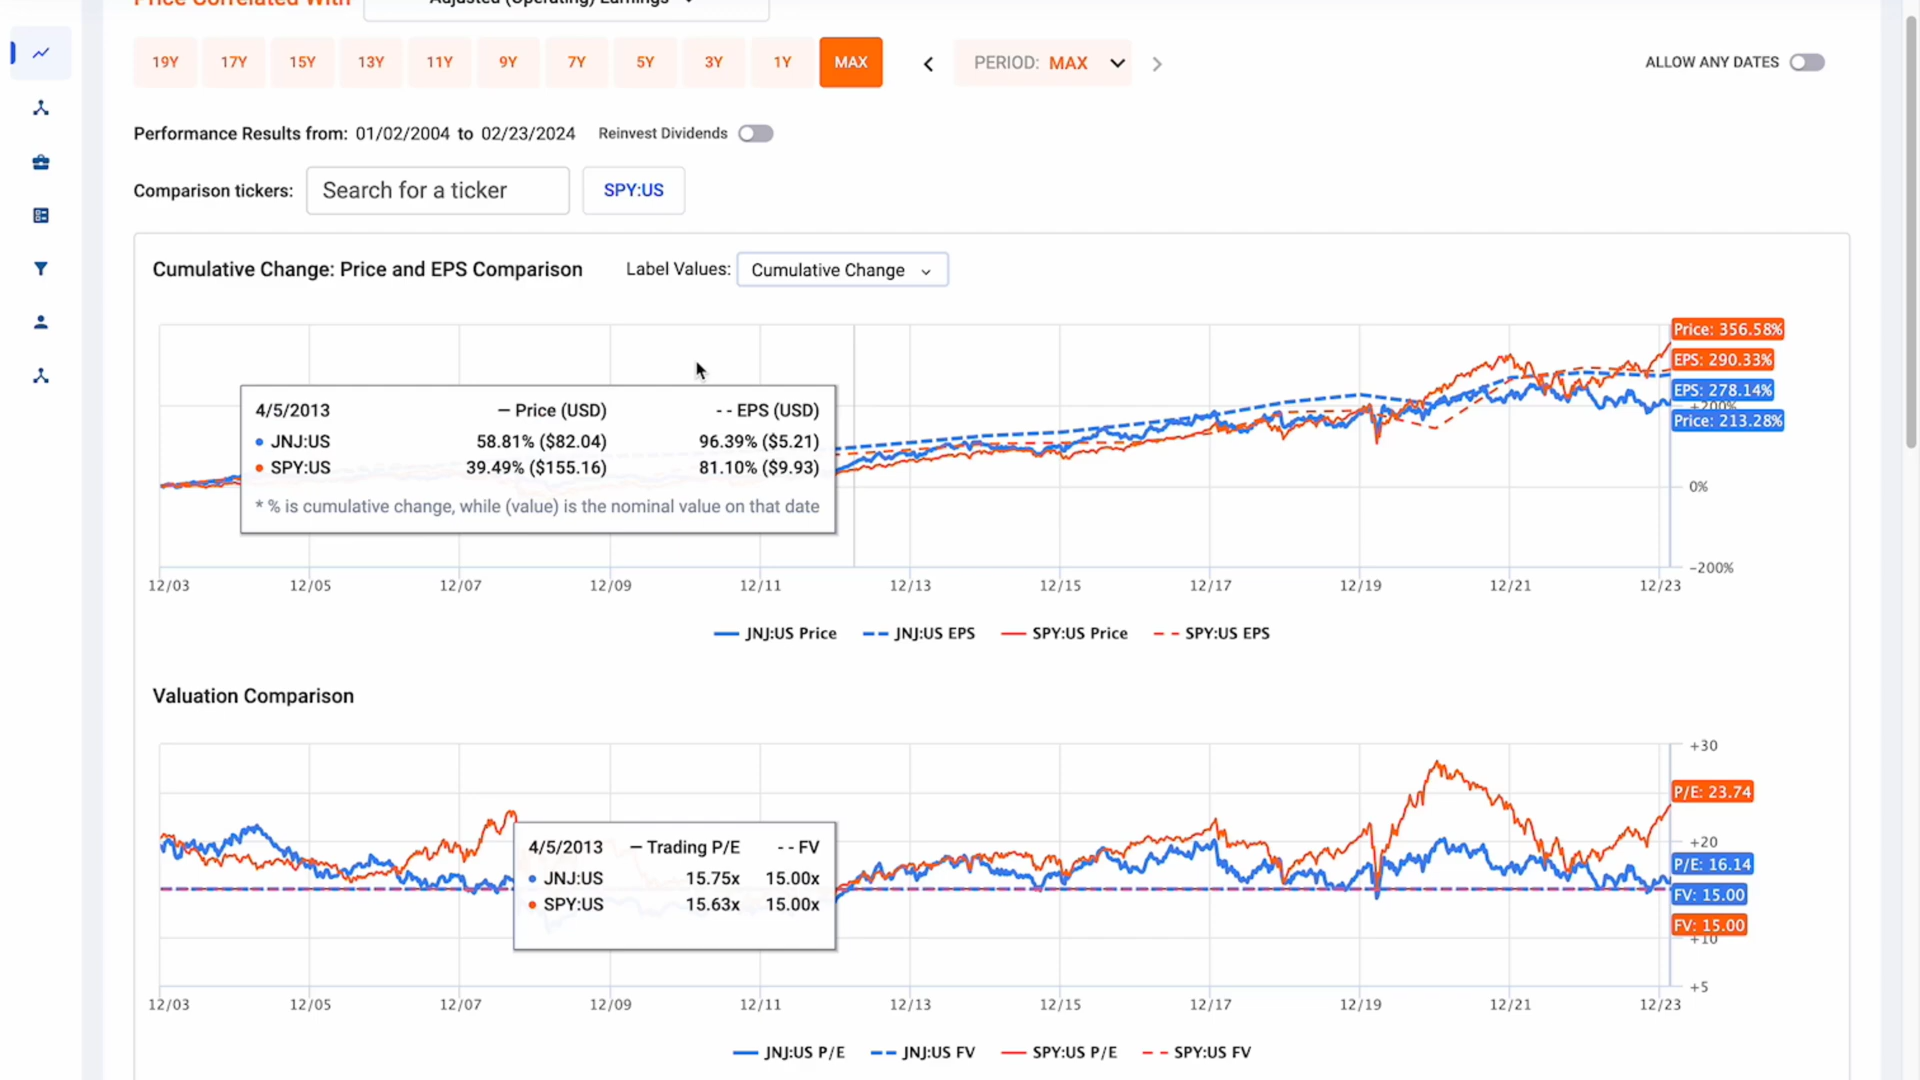 Price Correlated With
Adjusted (Operating) Earnings
19Y 17Y 15Y 13Y 11Y 9Y 7Y 5Y 3Y 1Y MAX PERIOD: MAX ALLOW ANY DATES
Performance Results from: 01/02/2004 to 02/23/2024 Reinvest Dividends
Comparison tickers: Search for a ticker SPY:US
Cumulative Change: Price and EPS Comparison Label Values: Cumulative Change
Price: 356.58%
EPS: 290.33%
EPS: 278.14%
+200%
Price: 213.28%
0%
-200%
4/5/2013 — Price (USD) - - EPS (USD)
JNJ:US 58.81% ($82.04) 96.39% ($5.21)
SPY:US 39.49% ($155.16) 81.10% ($9.93)
* % is cumulative change, while (value) is the nominal value on that date
12/03 12/05 12/07 12/09 12/11 12/13 12/15 12/17 12/19 12/21 12/23
JNJ:US Price JNJ:US EPS SPY:US Price SPY:US EPS
Valuation Comparison
+30
P/E: 23.74
+20
P/E: 16.14
FV: 15.00
FV: 15.00
+10
+5
4/5/2013 — Trading P/E - - FV
JNJ:US 15.75x 15.00x
SPY:US 15.63x 15.00x
12/03 12/05 12/07 12/09 12/11 12/13 12/15 12/17 12/19 12/21 12/23
JNJ:US P/E JNJ:US FV SPY:US P/E SPY:US FV